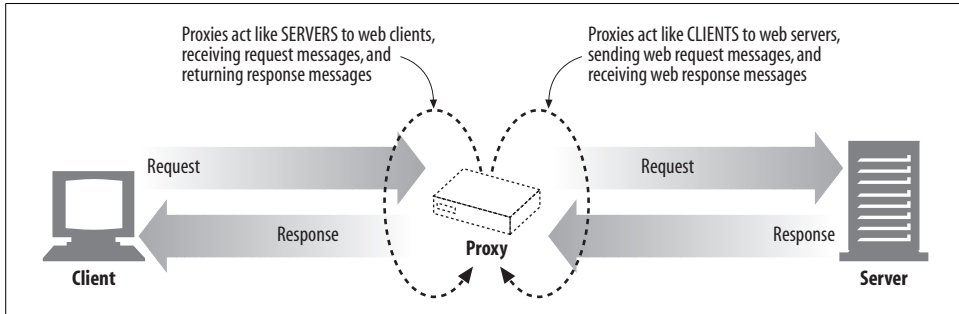 Proxies act like SERVERS to web clients,
receiving request messages, and
returning response messages
Proxies act like CLIENTS to web servers,
sending web request messages, and
receiving web response messages
Request
Request
Response
Response
Proxy
Client
Server